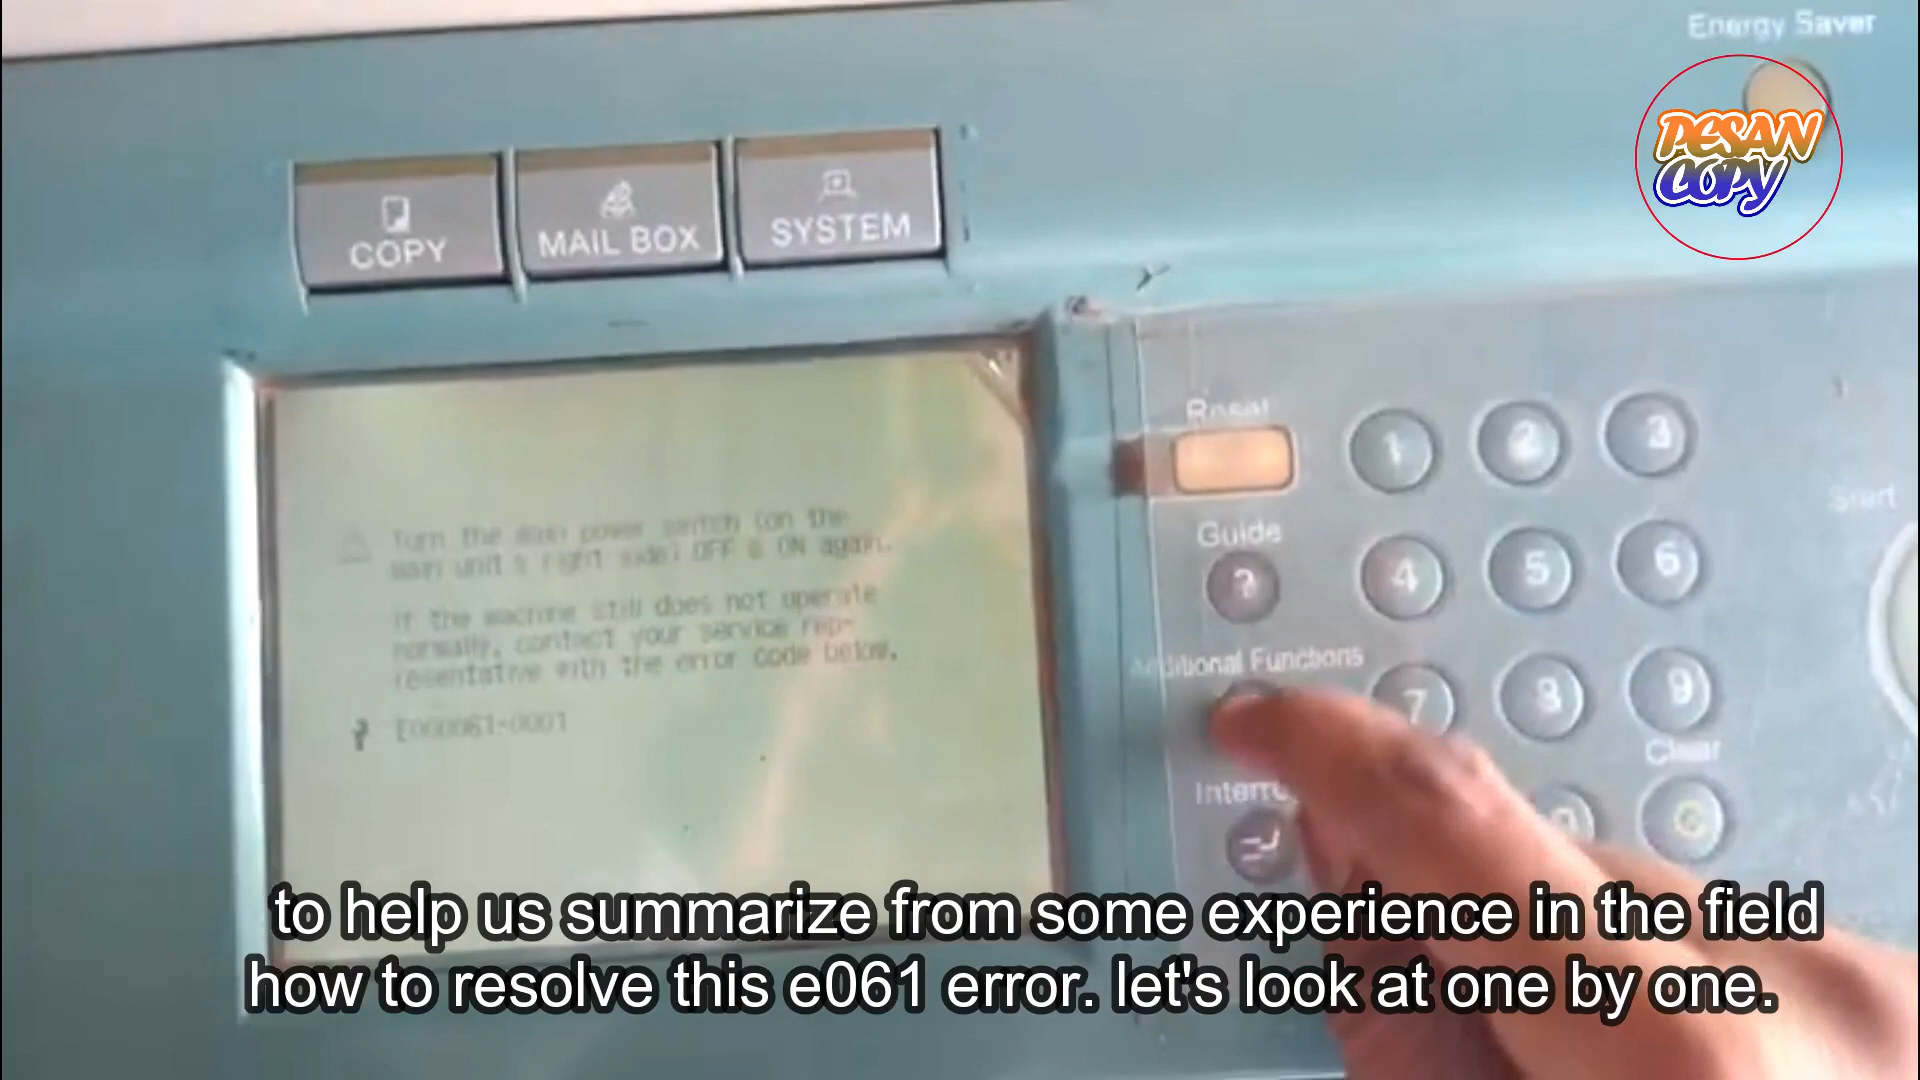 Energy Saver
PESAN
COPY
COPY
MAIL BOX
SYSTEM
Reset
1
2
3
Start
Guide
?
4
5
6
Additional Functions
7
8
9
Clear
C
0
Turn the main power switch (on the
main unit's right side) OFF & ON again.
If the machine still does not operate
normally, contact your service rep-
resentative with the error code below.
E000061-0001
to help us summarize from some experience in the field
how to resolve this e061 error. let's look at one by one.